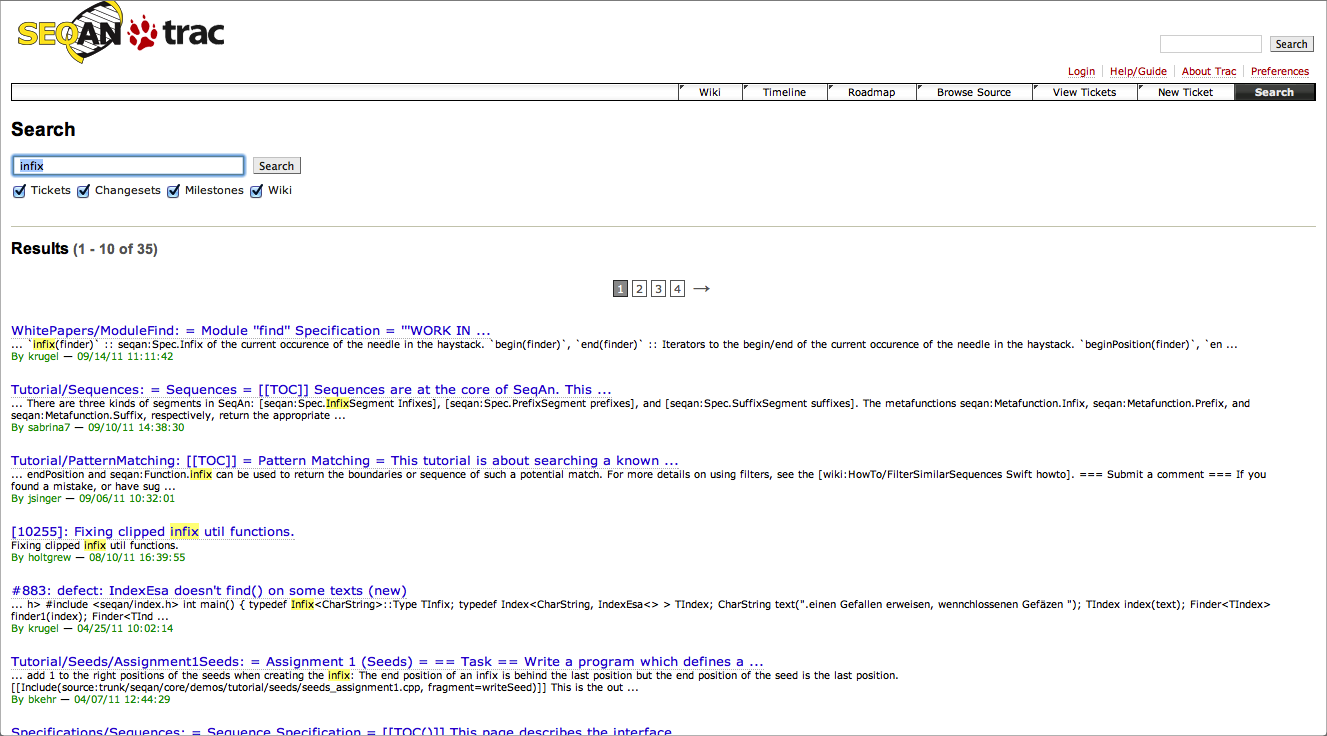 SEQAN trac
Search
Login Help/Guide About Trac Preferences
Wiki Timeline Roadmap Browse Source View Tickets New Ticket Search
Search
infix Search
Tickets Changesets Milestones Wiki
Results (1 - 10 of 35)
1 2 3 4 →
WhitePapers/ModuleFind: = Module "find" Specification = '''WORK IN ...
... `infix(finder)` :: seqan:Spec.Infix of the current occurence of the needle in the haystack. `begin(finder)`, `end(finder)` :: Iterators to the begin/end of the current occurence of the needle in the haystack. `beginPosition(finder)`, `en ...
By krugel — 09/14/11 11:11:42
Tutorial/Sequences: = Sequences = [[TOC]] Sequences are at the core of SeqAn. This ...
... There are three kinds of segments in SeqAn: [seqan:Spec.InfixSegment Infixes], [seqan:Spec.PrefixSegment prefixes], and [seqan:Spec.SuffixSegment suffixes]. The metafunctions seqan:Metafunction.Infix, seqan:Metafunction.Prefix, and
seqan:Metafunction.Suffix, respectively, return the appropriate ...
By sabrina7 — 09/10/11 14:38:30
Tutorial/PatternMatching: [[TOC]] = Pattern Matching = This tutorial is about searching a known ...
... endPosition and seqan:Function.infix can be used to return the boundaries or sequence of such a potential match. For more details on using filters, see the [wiki:HowTo/FilterSimilarSequences Swift howto]. === Submit a comment === If you
found a mistake, or have sug ...
By jsinger — 09/06/11 10:32:01
[10255]: Fixing clipped infix util functions.
Fixing clipped infix util functions.
By holtgrew — 08/10/11 16:39:55
#883: defect: IndexEsa doesn't find() on some texts (new)
... h> #include <seqan/index.h> int main() { typedef Infix<CharString>::Type TInfix; typedef Index<CharString, IndexEsa<> > TIndex; CharString text(".einen Gefallen erweisen, wennchlossenen Gefäzen "); TIndex index(text); Finder<TIndex>
finder1(index); Finder<TInd ...
By krugel — 04/25/11 10:02:14
Tutorial/Seeds/Assignment1Seeds: = Assignment 1 (Seeds) = == Task == Write a program which defines a ...
... add 1 to the right positions of the seeds when creating the infix: The end position of an infix is behind the last position but the end position of the seed is the last position.
[[Include(source:trunk/seqan/core/demos/tutorial/seeds/seeds_assignment1.cpp, fragment=writeSeed)]] This is the out ...
By bkehr — 04/07/11 12:44:29
Specifications/Sequences: = Sequence Specification = [[TOC()]] This page describes the interface